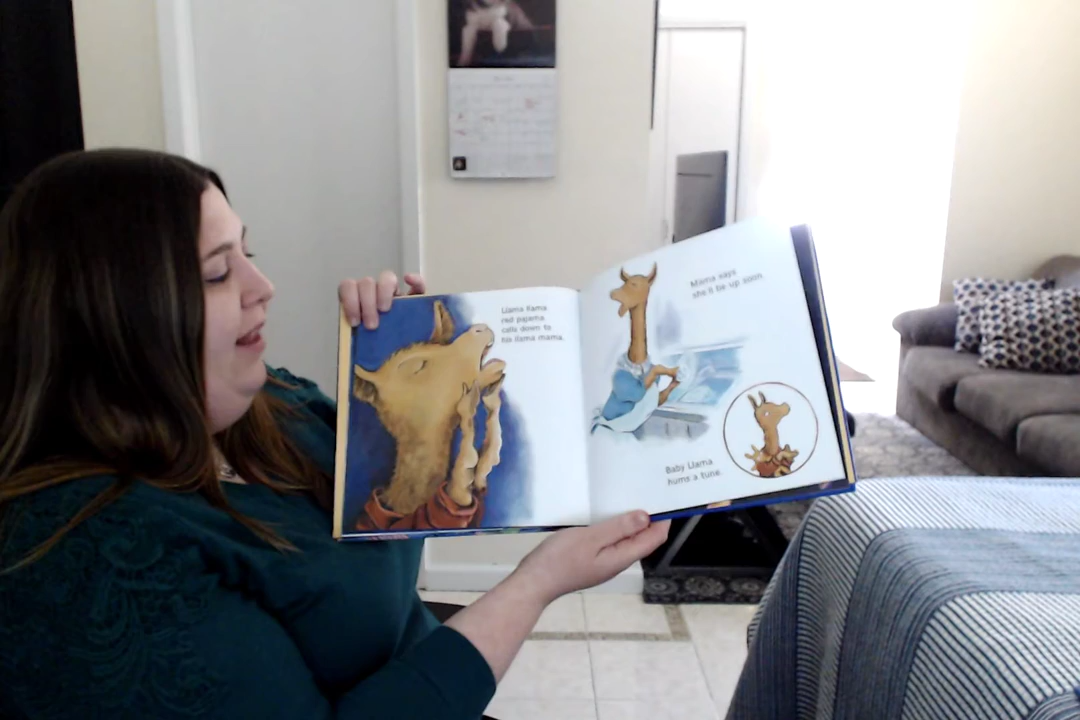 Llama llama
red pajama
calls down to
his llama mama.
Mama says
she'll be up soon.
Baby Llama
hums a tune.